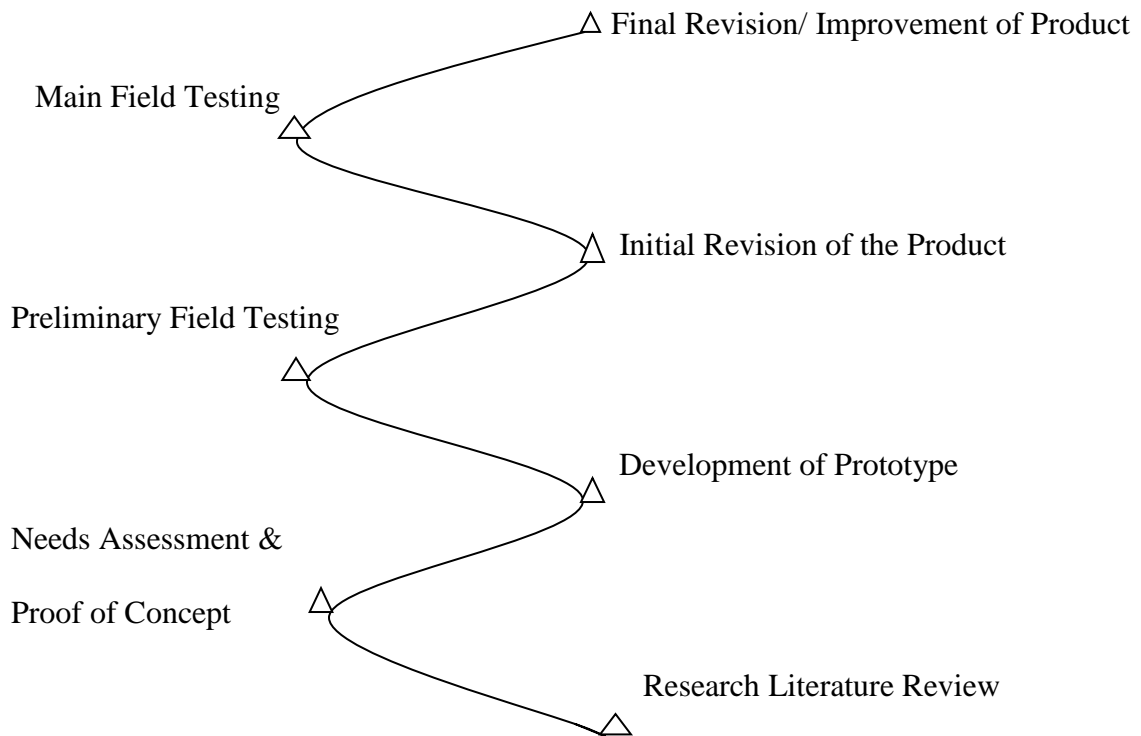 Final Revision/ Improvement of Product
Main Field Testing
Initial Revision of the Product
Preliminary Field Testing
Development of Prototype
Needs Assessment &
Proof of Concept
Research Literature Review